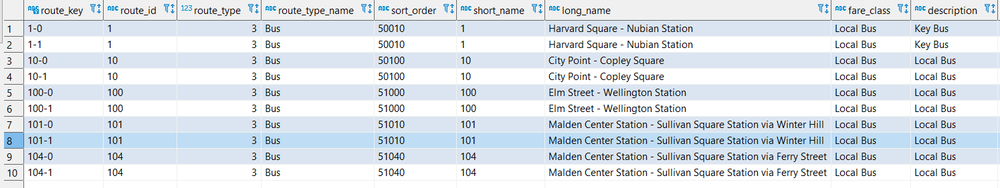 ABC route_key ABC route_id 123 route_type ABC route_type_name ABC sort_order ABC short_name ABC long_name ABC fare_class ABC description
1 1-0 1 3 Bus 50010 1 Harvard Square - Nubian Station Local Bus Key Bus
2 1-1 1 3 Bus 50010 1 Harvard Square - Nubian Station Local Bus Key Bus
3 10-0 10 3 Bus 50100 10 City Point - Copley Square Local Bus Local Bus
4 10-1 10 3 Bus 50100 10 City Point - Copley Square Local Bus Local Bus
5 100-0 100 3 Bus 51000 100 Elm Street - Wellington Station Local Bus Local Bus
6 100-1 100 3 Bus 51000 100 Elm Street - Wellington Station Local Bus Local Bus
7 101-0 101 3 Bus 51010 101 Malden Center Station - Sullivan Square Station via Winter Hill Local Bus Local Bus
8 101-1 101 3 Bus 51010 101 Malden Center Station - Sullivan Square Station via Winter Hill Local Bus Local Bus
9 104-0 104 3 Bus 51040 104 Malden Center Station - Sullivan Square Station via Ferry Street Local Bus Local Bus
10 104-1 104 3 Bus 51040 104 Malden Center Station - Sullivan Square Station via Ferry Street Local Bus Local Bus